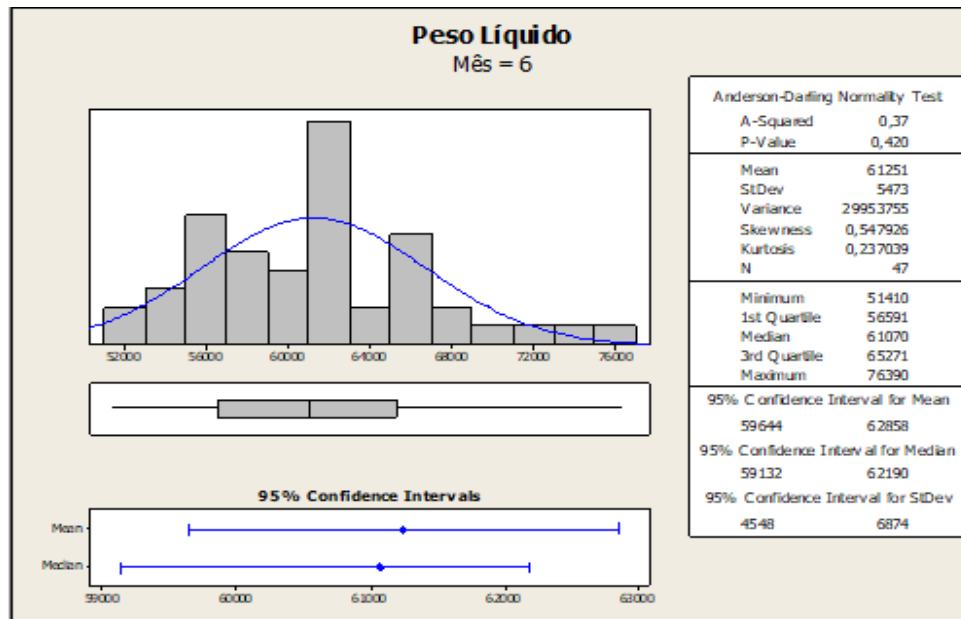 Peso Líquido
Mês = 6
52000 56000 60000 64000 68000 72000 76000
95% Confidence Intervals
Mean
Median
59000 60000 61000 62000 63000
Anderson-Darling Normality Test
A-Squared 0,37
P-Value 0,420
Mean 61251
StDev 5473
Variance 29953755
Skewness 0,547926
Kurtosis 0,237039
N 47
Minimum 51410
1st Quartile 56591
Median 61070
3rd Quartile 65271
Maximum 76390
95% Confidence Interval for Mean
59644 62858
95% Confidence Interval for Median
59132 62190
95% Confidence Interval for StDev
4548 6874